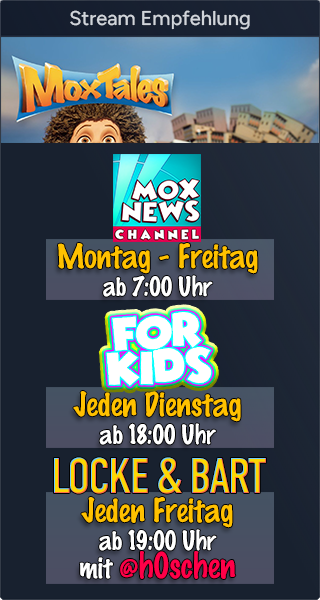 Stream Empfehlung
MoxTales
MOX
NEWS
CHANNEL
Montag - Freitag
ab 7:00 Uhr
FOR
KIDS
Jeden Dienstag
ab 18:00 Uhr
LOCKE & BART
Jeden Freitag
ab 19:00 Uhr
mit @h0schen